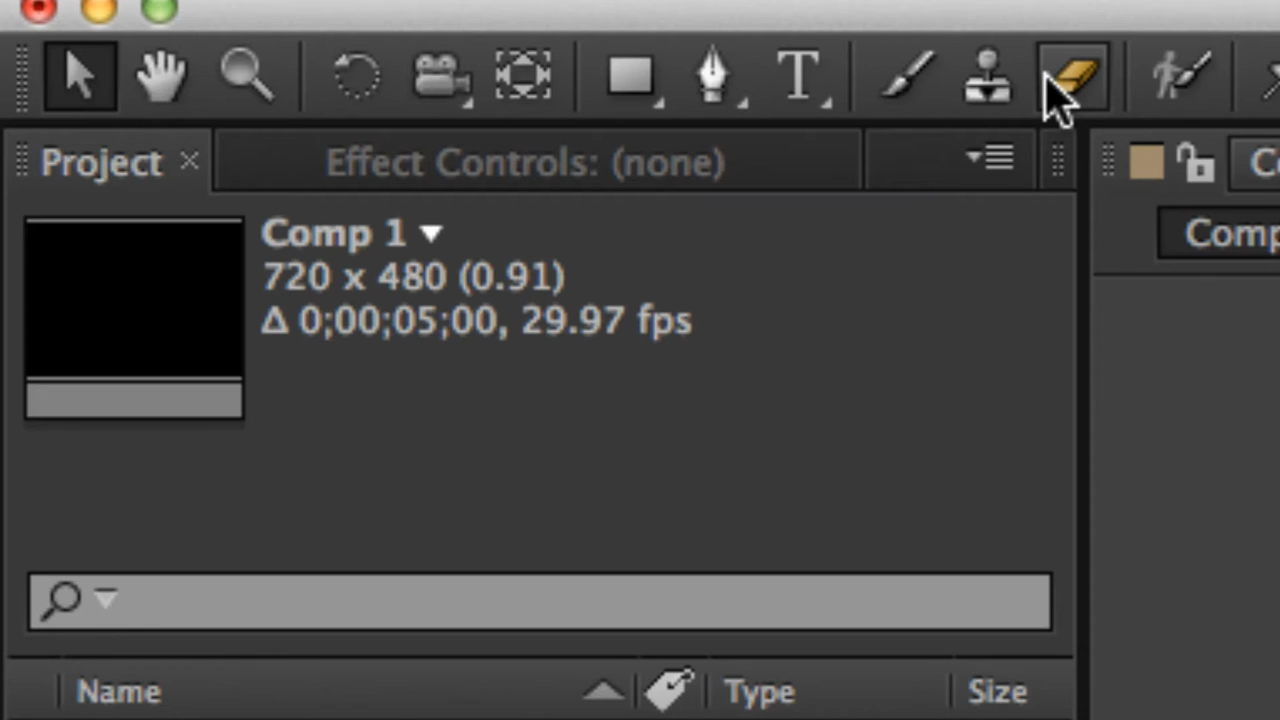 T
Project × Effect Controls: (none)
Comp 1
720 x 480 (0.91)
Δ 0;00;05;00, 29.97 fps
Name Type Size